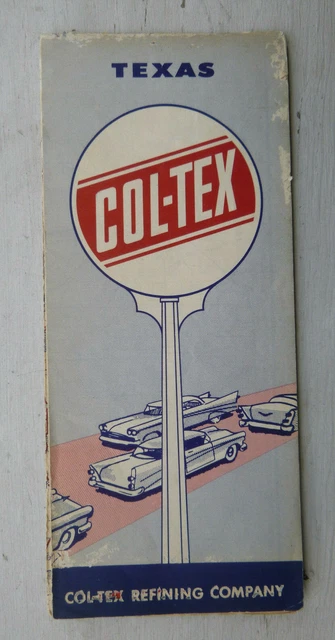 TEXAS
COL-TEX
COL-TEX REFINING COMPANY